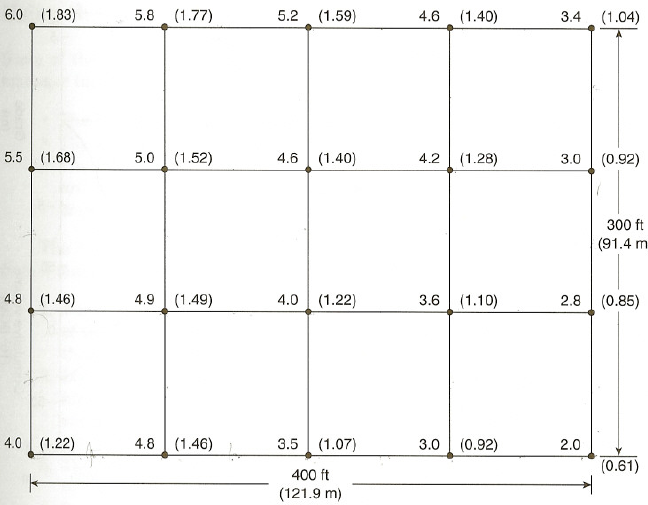 6.0 (1.83) 5.8 (1.77) 5.2 (1.59) 4.6 (1.40) 3.4 (1.04)
5.5 (1.68) 5.0 (1.52) 4.6 (1.40) 4.2 (1.28) 3.0 (0.92)
300 ft
(91.4 m
4.8 (1.46) 4.9 (1.49) 4.0 (1.22) 3.6 (1.10) 2.8 (0.85)
4.0 (1.22) 4.8 (1.46) 3.5 (1.07) 3.0 (0.92) 2.0
(0.61)
400 ft
(121.9 m)